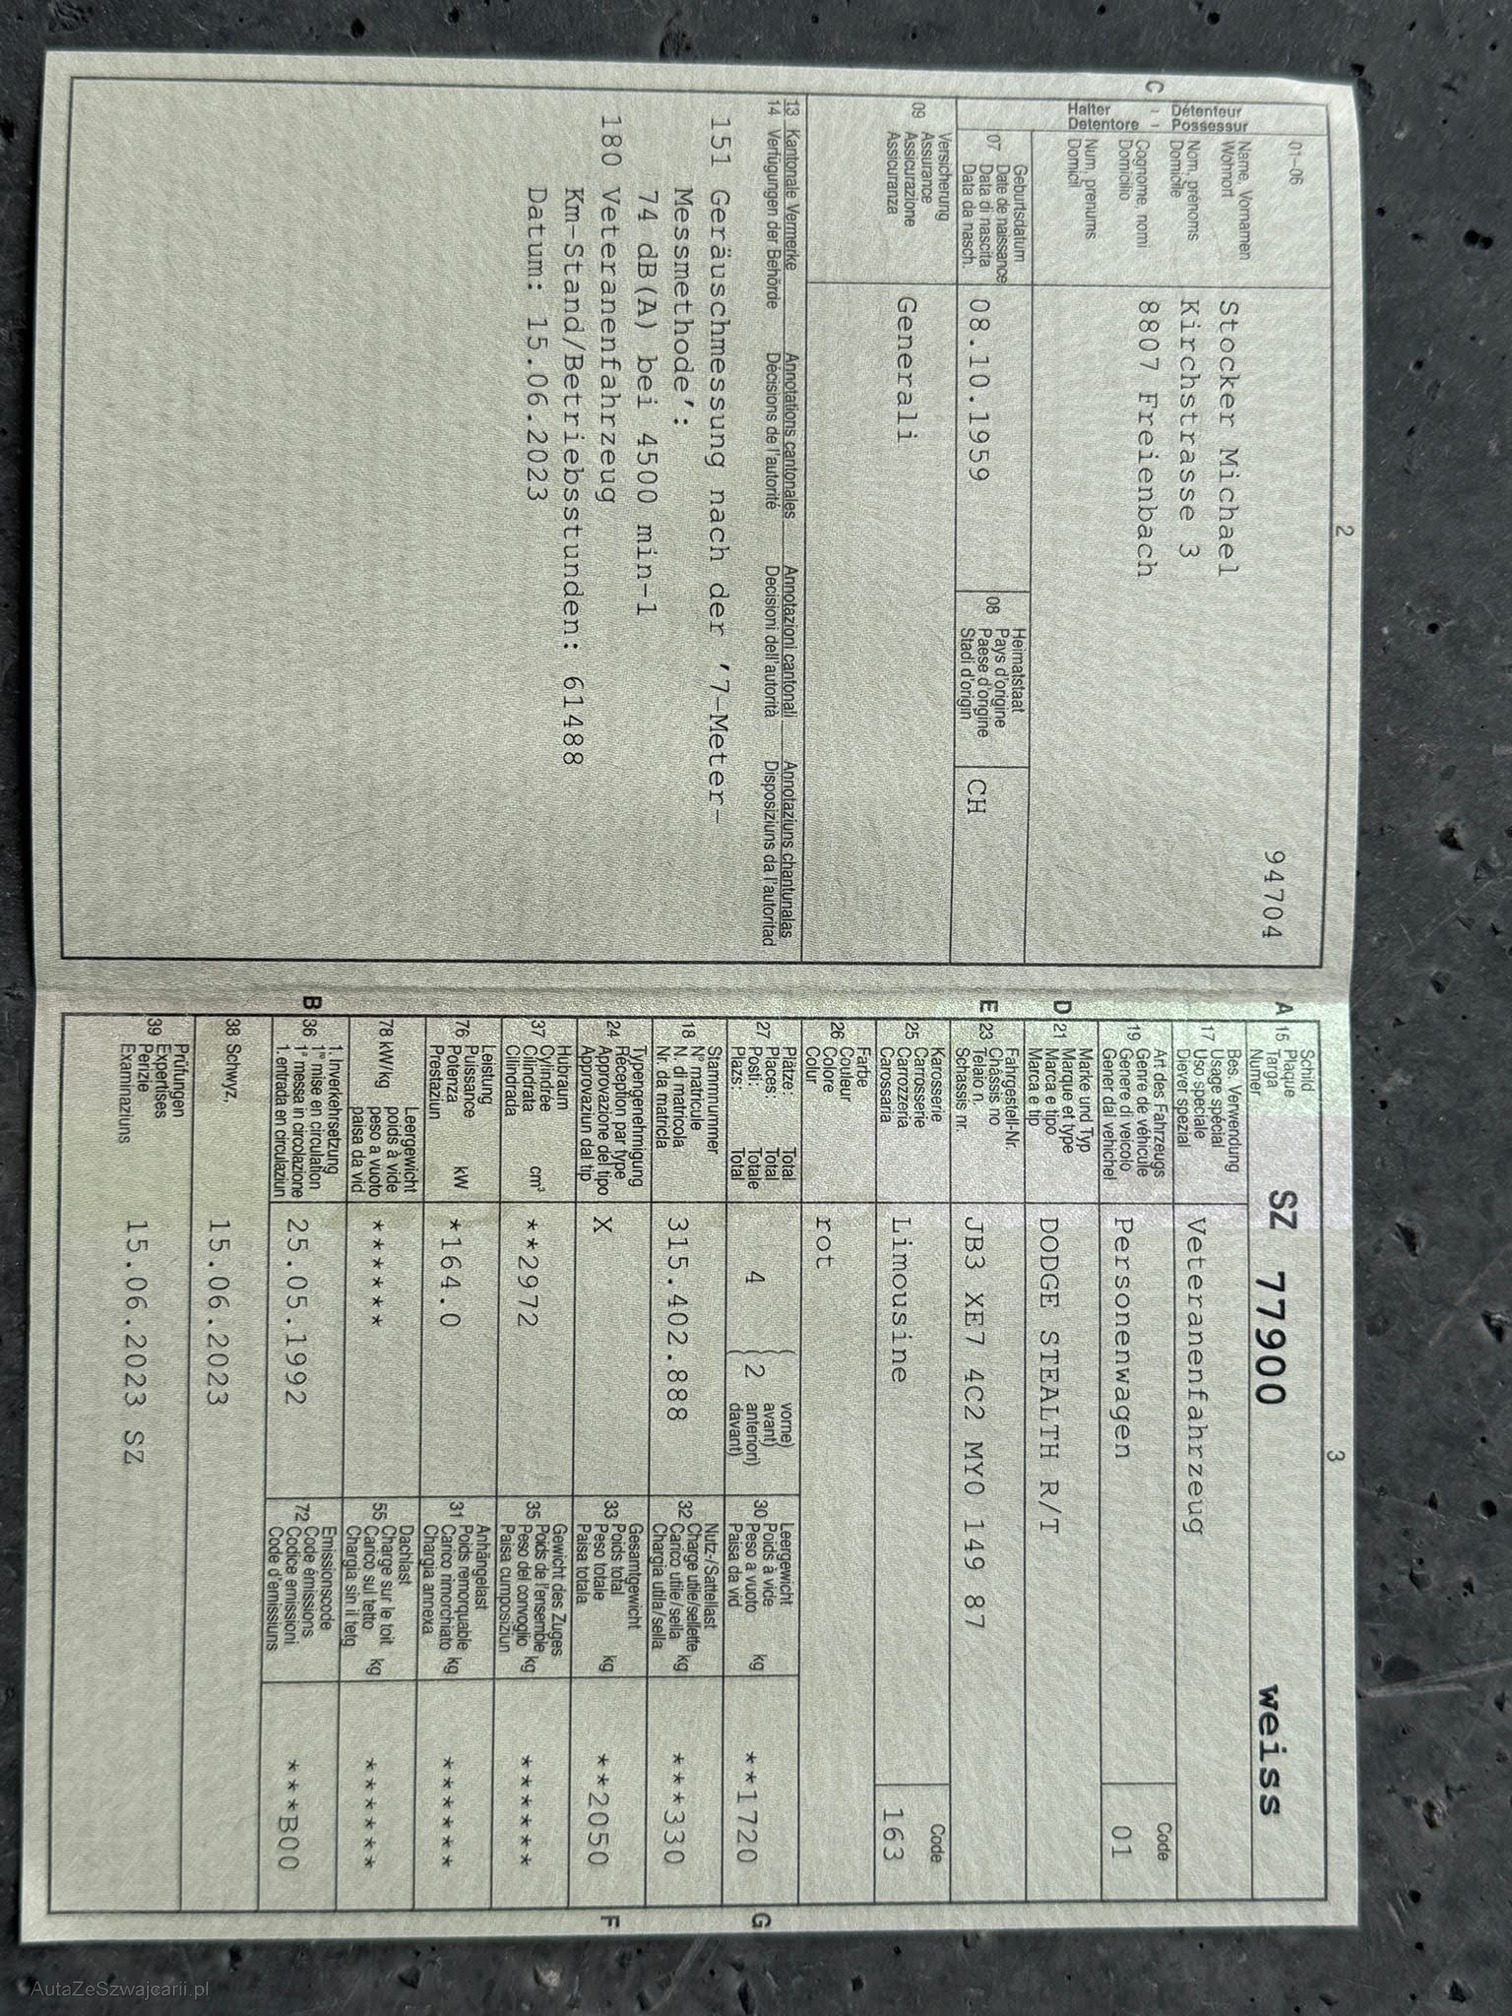 2
01–06
94704
C
Halter - Détenteur
Detentore - Possessur
Name, Vornamen
Wohnort
Nom, prénoms
Domicile
Cognome, nomi
Domicilio
Num, prenums
Domicil
Stocker Michael
Kirchstrasse 3
8807 Freienbach
07
Geburtsdatum
Date de naissance
Data di nascita
Data da nasch.
08.10.1959
08
Heimatstaat
Pays d'origine
Paese d'origine
Stadi d'origin
CH
09
Versicherung
Assurance
Assicurazione
Assicuranza
Generali
13 Kantonale Vermerke Annotations cantonales Annotazioni cantonali Annotaziuns chantunalas
14 Verfügungen der Behörde Décisions de l'autorité Decisioni dell'autorità Disposiziuns da l'autoritad
151 Geräuschmessung nach der '7-Meter-
Messmethode':
74 dB(A) bei 4500 min-1
180 Veteranenfahrzeug
Km-Stand/Betriebsstunden: 61488
Datum: 15.06.2023
3
A
15
Schild
Plaque
Targa
Numer
SZ 77900 weiss
17
Bes. Verwendung
Usage spécial
Uso speciale
Diever spezial
Veteranenfahrzeug
19
Art des Fahrzeugs
Genre de véhicule
Genere di veicolo
Gener dal vehichel
Personenwagen
Code
01
D
21
Marke und Typ
Marque et type
Marca e tipo
Marca e tip
DODGE STEALTH R/T
E
23
Fahrgestell-Nr.
Châssis no
Telaio n.
Schassis nr.
JB3 XE7 4C2 MY0 149 87
25
Karosserie
Carrosserie
Carrozzeria
Carossaria
Limousine
Code
163
26
Farbe
Couleur
Colore
Colur
rot
27
Plätze: Total
Places: Total
Posti: Totale
Plazs: Total
4
( 2
vorne)
avant)
anteriori)
davant)
30
Leergewicht
Poids à vide
Peso a vuoto
Paisa da vid
kg
**1720
G
18
Stammnummer
N° matricule
N. di matricola
Nr. da matricla
315.402.888
32
Nutz-/Sattellast
Charge utile/sellette
Carico utile/sella
Chargia utila/sella
kg
***330
24
Typengenehmigung
Réception par type
Approvazione del tipo
Approvaziun dal tip
X
33
Gesamtgewicht
Poids total
Peso totale
Paisa totala
kg
**2050
F
37
Hubraum
Cylindrée
Cilindrata
Cilindrada
cm³
**2972
35
Gewicht des Zuges
Poids de l'ensemble
Peso del convoglio
Paisa cumposiziun
kg
******
76
Leistung
Puissance
Potenza
Prestaziun
kW
*164.0
31
Anhängelast
Poids remorquable
Carico rimorchiato
Chargia annexa
kg
******
78 kW/kg
Leergewicht
poids à vide
peso a vuoto
paisa da vid
******
55
Dachlast
Charge sur le toit
Carico sul tetto
Chargia sin il tetg
kg
******
B
36
1. Inverkehrsetzung
1re mise en circulation
1a messa in circolazione
1. entrada en circulaziun
25.05.1992
72
Emissionscode
Code émissions
Codice emissioni
Code d'emissiuns
***B00
38 Schwyz,
15.06.2023
39
Prüfungen
Expertises
Perizie
Examinaziuns
15.06.2023 SZ
AutaZeSzwajcarii.pl